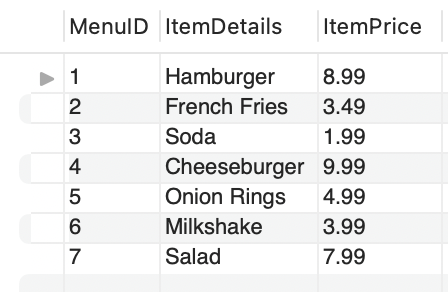 MenuID ItemDetails ItemPrice
1 Hamburger 8.99
2 French Fries 3.49
3 Soda 1.99
4 Cheeseburger 9.99
5 Onion Rings 4.99
6 Milkshake 3.99
7 Salad 7.99